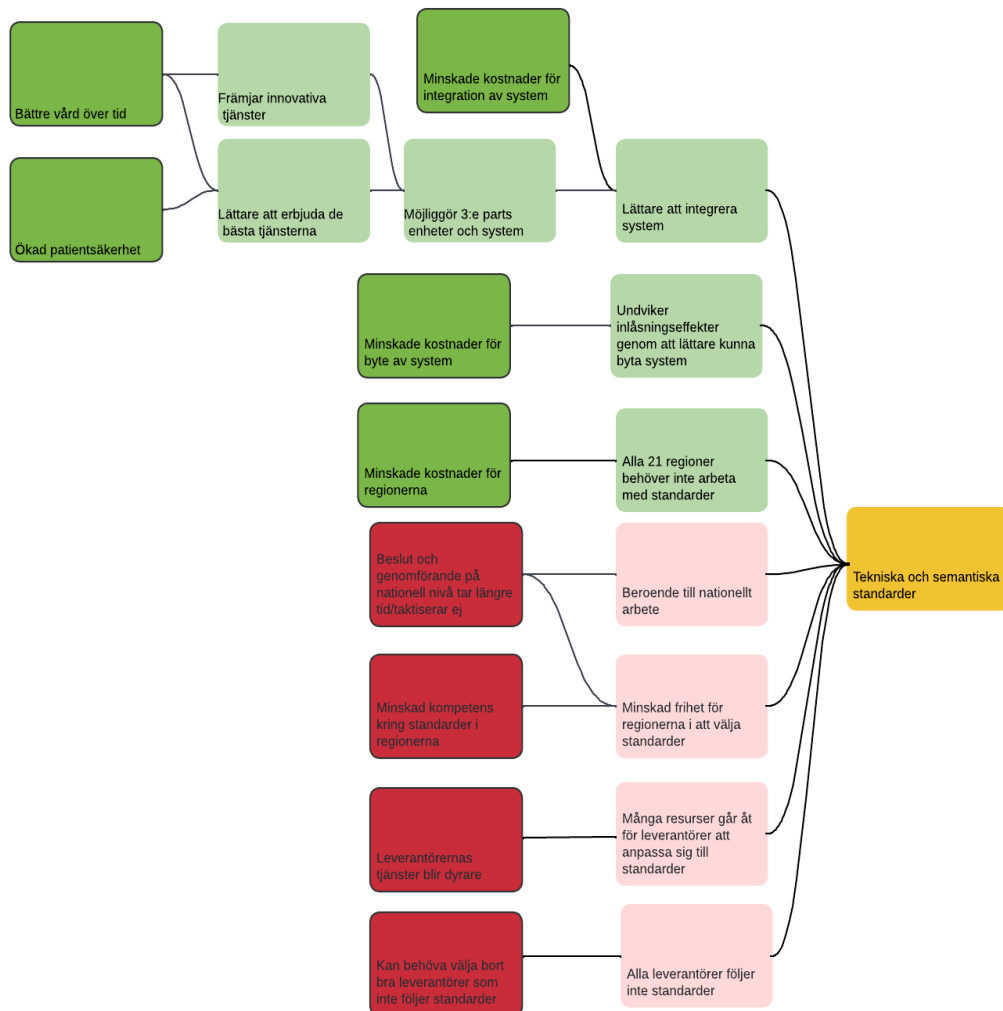 Minskade kostnader för
integration av system
Främjar innovativa
tjänster
Bättre vård över tid
Lättare att erbjuda de
bästa tjänsterna
Möjliggör 3:e parts
enheter och system
Lättare att integrera
system
Ökad patientsäkerhet
Minskade kostnader för
byte av system
Undviker
inlåsningseffekter
genom att lättare kunna
byta system
Minskade kostnader för
regionerna
Alla 21 regioner
behöver inte arbeta
med standarder
Beslut och
genomförande på
nationell nivå tar längre
tid/taktiserar ej
Beroende till nationellt
arbete
Tekniska och semantiska
standarder
Minskad kompetens
kring standarder i
regionerna
Minskad frihet för
regionerna i att välja
standarder
Leverantörernas
tjänster blir dyrare
Många resurser går åt
för leverantörer att
anpassa sig till
standarder
Kan behöva välja bort
bra leverantörer som
inte följer standarder
Alla leverantörer följer
inte standarder